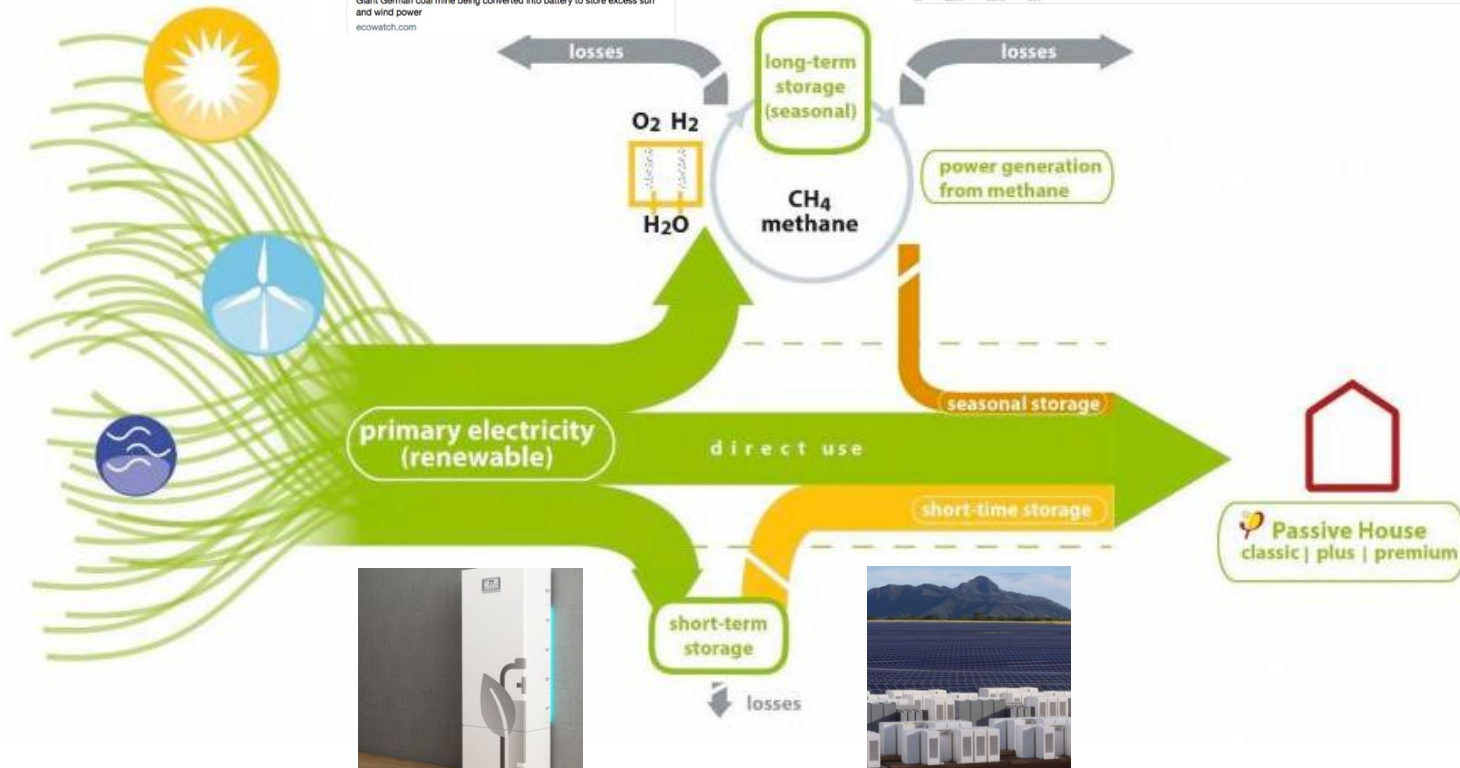 Giant German coal mine being converted into battery to store excess sun
and wind power
ecowatch.com
losses
long-term
storage
(seasonal)
losses
O2 H2
H2O
CH4
methane
power generation
from methane
seasonal storage
primary electricity
(renewable)
direct use
short-time storage
Passive House
classic | plus | premium
short-term
storage
losses